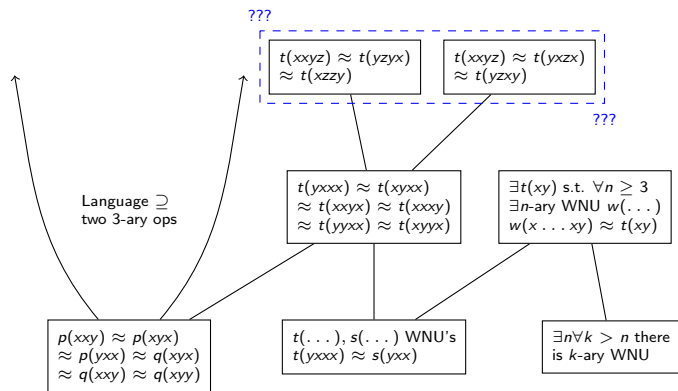 ???
t(xxyz) ≈ t(yzyx)
≈ t(xzzy)
t(xxyz) ≈ t(yxzx)
≈ t(yzxy)
???
Language ⊇
two 3-ary ops
t(yxxx) ≈ t(xyxx)
≈ t(xxyx) ≈ t(xxxy)
≈ t(yyxx) ≈ t(xyyx)
∃t(xy) s.t. ∀n ≥ 3
∃n-ary WNU w(...)
w(x...xy) ≈ t(xy)
p(xxy) ≈ p(xyx)
≈ p(yxx) ≈ q(xyx)
≈ q(xxy) ≈ q(xyy)
t(...), s(...) WNU's
t(yxxx) ≈ s(yxx)
∃n∀k > n there
is k-ary WNU